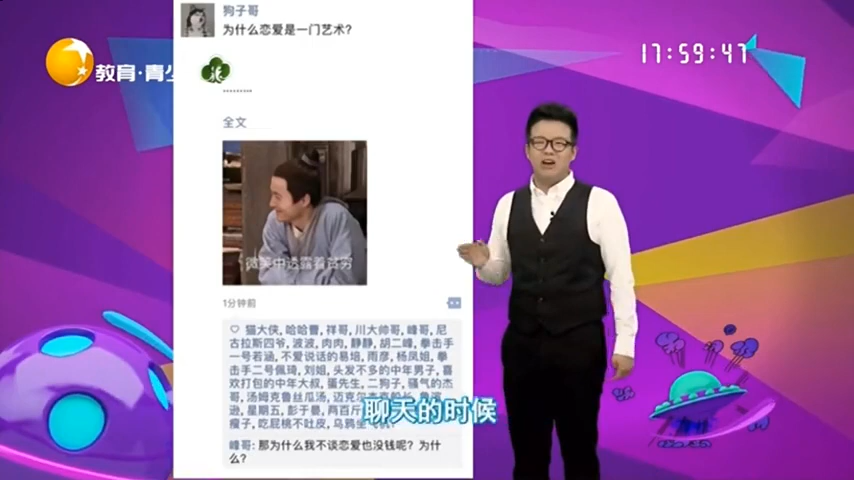 狗子哥
为什么恋爱是一门艺术?
17:59:47
教育·青少
………
全文
微笑中透露着贫穷
1分钟前
猫大侠, 哈哈曹, 祥哥, 川大帅哥, 峰哥, 尼
古拉斯四爷, 波波, 肉肉, 静静, 胡二峰, 拳击手
一号若涵, 不爱说话的易培, 雨彦, 杨凤姐, 拳
击手二号佩琦, 刘姐, 头发不多的中年男子, 喜
欢打包的中年大叔, 蛋先生, 二狗子, 骚气的杰
哥, 汤姆克鲁丝瓜汤,
逊, 星期五, 彭于晏, 两百斤
瘦子, 吃屁桃不吐皮,
聊天的时候
峰哥: 那为什么我不谈恋爱也没钱呢? 为什
么?